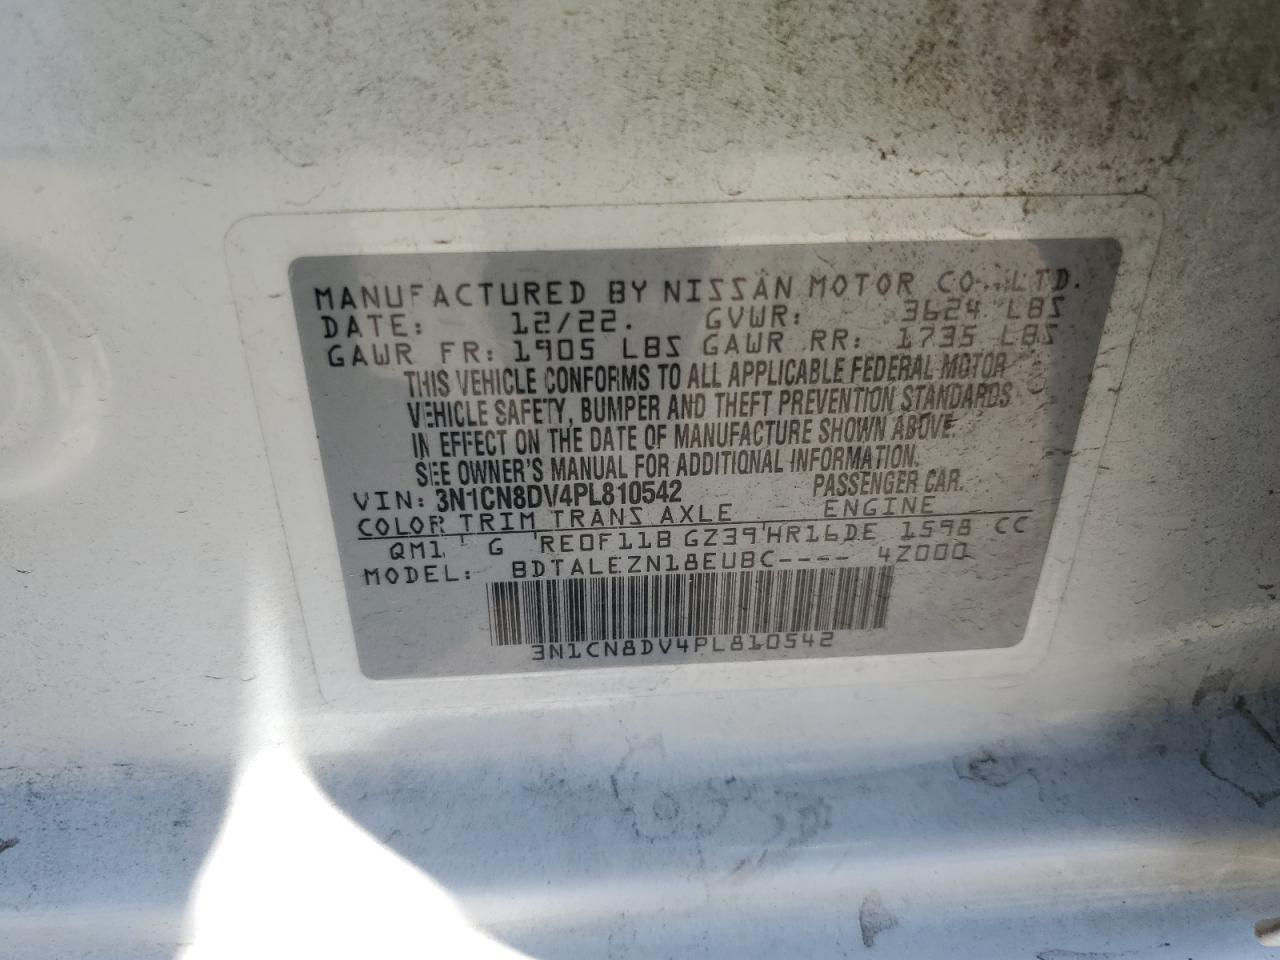 MANUFACTURED BY NISSAN MOTOR CO., LTD.
DATE: 12/22. GVWR: 3624 LBS
GAWR FR: 1905 LBS GAWR RR: 1735 LBS
THIS VEHICLE CONFORMS TO ALL APPLICABLE FEDERAL MOTOR
VEHICLE SAFETY, BUMPER AND THEFT PREVENTION STANDARDS
IN EFFECT ON THE DATE OF MANUFACTURE SHOWN ABOVE.
SEE OWNER'S MANUAL FOR ADDITIONAL INFORMATION.
VIN: 3N1CN8DV4PL810542 PASSENGER CAR.
COLOR TRIM TRANS AXLE ENGINE
QM1 G RE0F11B GZ39 HR16DE 1598 CC
MODEL: BDTALEZN18EUBC---- 4Z000
3N1CN8DV4PL810542